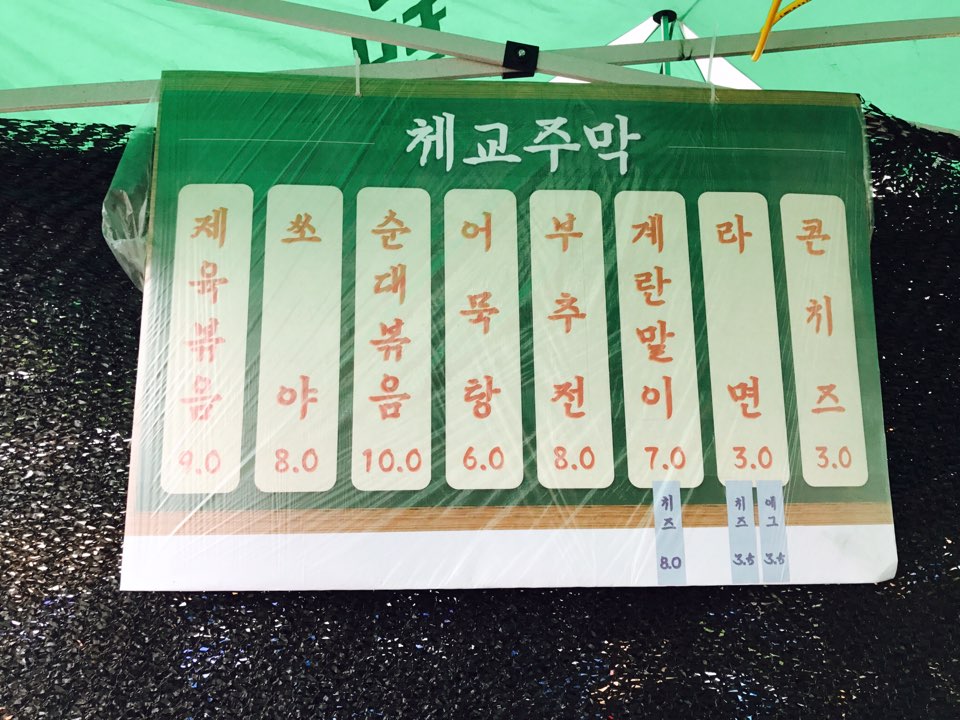 체교주막
제육볶음
9.0
쏘야
8.0
순대볶음
10.0
어묵탕
6.0
부추전
8.0
계란말이
7.0
치즈
8.0
라면
3.0
치즈
3.5
에그
3.5
콘치즈
3.0